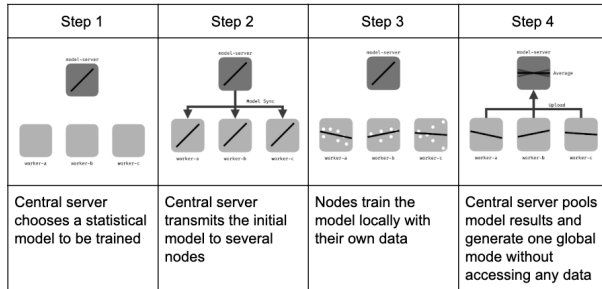 Step 1
Step 2
Step 3
Step 4
model-server
worker-a worker-b worker-c
model-server
Model Sync
worker-a worker-b worker-c
model-server
worker-a worker-b worker-c
model-server
Average
Upload
worker-a worker-b worker-c
Central server
chooses a statistical
model to be trained
Central server
transmits the initial
model to several
nodes
Nodes train the
model locally with
their own data
Central server pools
model results and
generate one global
mode without
accessing any data